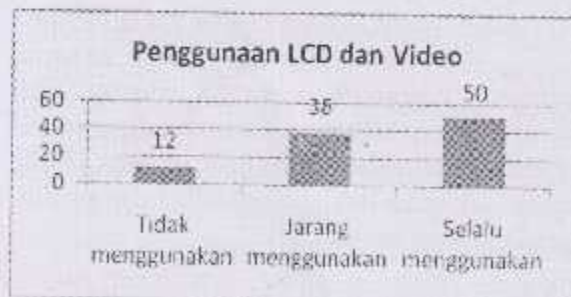 Penggunaan LCD dan Video
60
40
20
0
12
38
50
Tidak
menggunakan
Jarang
menggunakan
Selalu
menggunakan